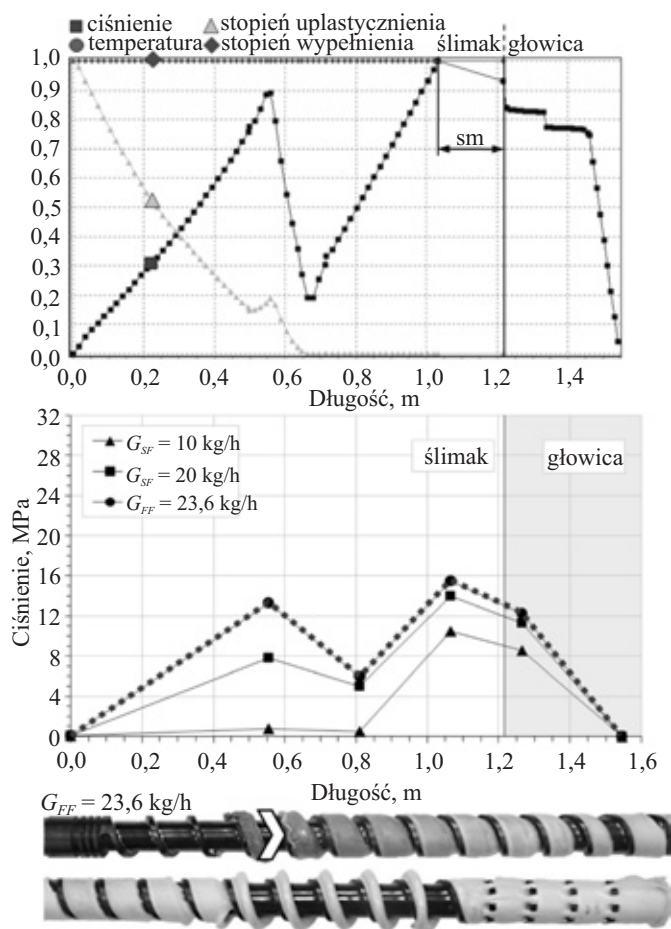 ciśnienie stopień uplastycznienia
temperatura stopień wypełnienia ślimak głowica
1,0
0,9
0,8
0,7
0,6
0,5
0,4
0,3
0,2
0,1
0,0
sm
0,0 0,2 0,4 0,6 0,8 1,0 1,2 1,4
Długość, m
32
28
24
20
16
12
8
4
0
Ciśnienie, MPa
G_SF = 10 kg/h
G_SF = 20 kg/h
G_FF = 23,6 kg/h
ślimak głowica
0,0 0,2 0,4 0,6 0,8 1,0 1,2 1,4 1,6
Długość, m
G_FF = 23,6 kg/h